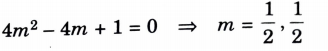 4m² – 4m + 1 = 0 ⇒ m = 1/2, 1/2